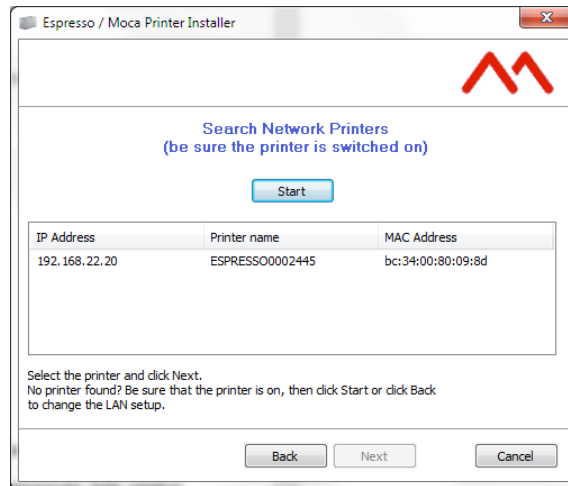 Espresso / Moca Printer Installer
Search Network Printers
(be sure the printer is switched on)
Start
IP Address Printer name MAC Address
192.168.22.20 ESPRESSO0002445 bc:34:00:80:09:8d
Select the printer and click Next.
No printer found? Be sure that the printer is on, then click Start or click Back
to change the LAN setup.
Back Next Cancel